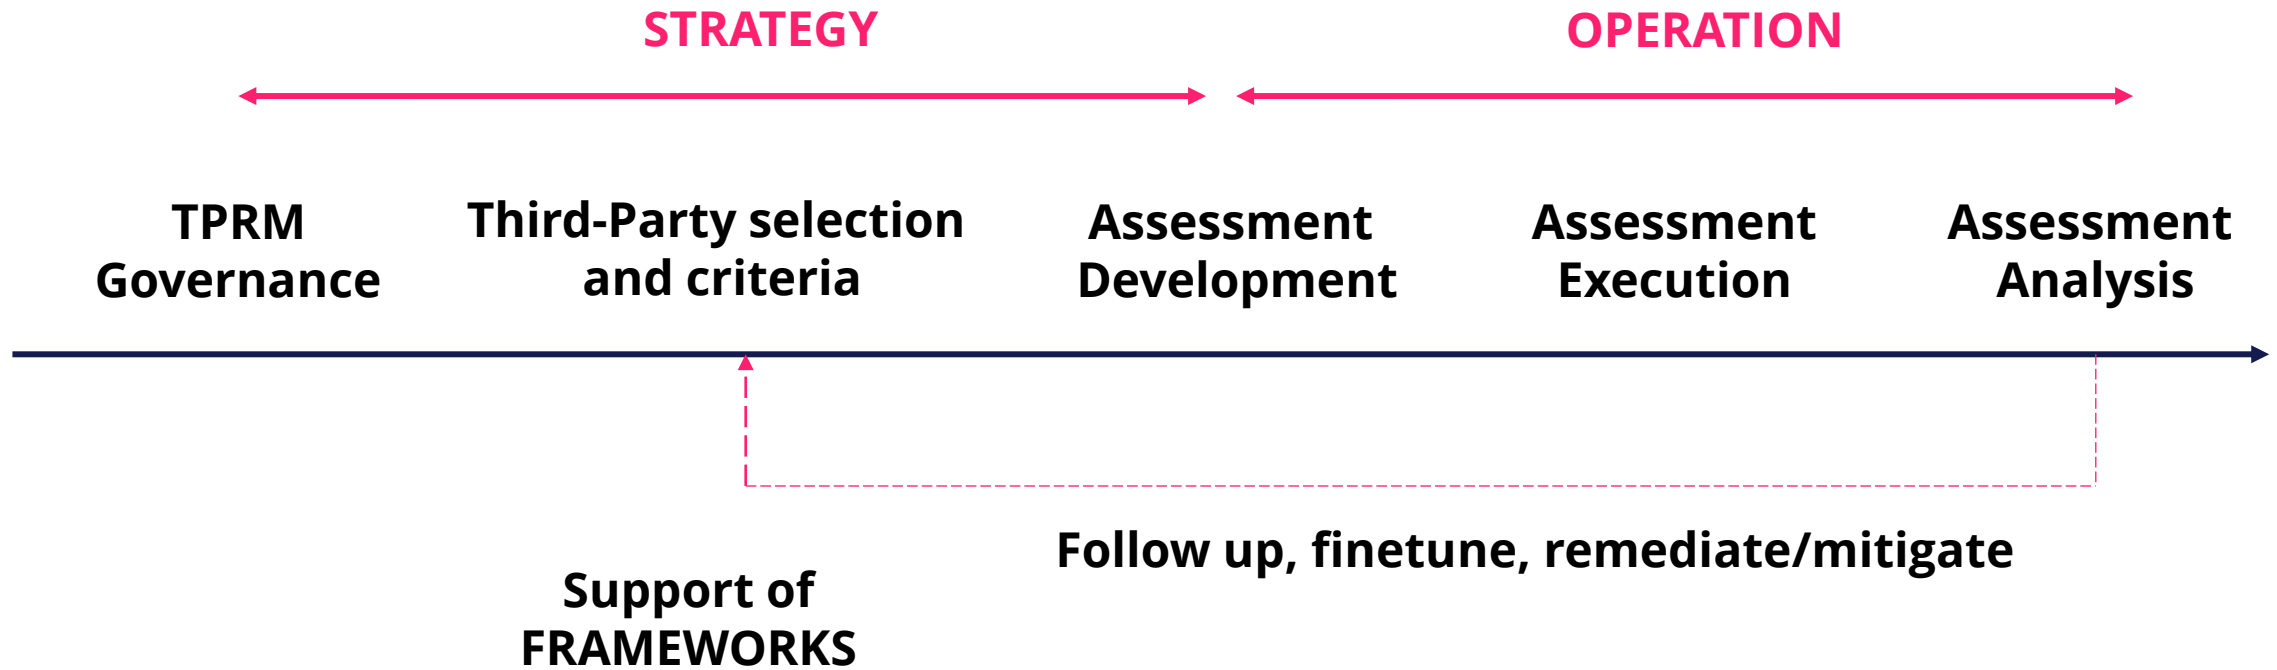 STRATEGY
OPERATION
TPRM
Governance
Third-Party selection
and criteria
Assessment
Development
Assessment
Execution
Assessment
Analysis
Follow up, finetune, remediate/mitigate
Support of
FRAMEWORKS